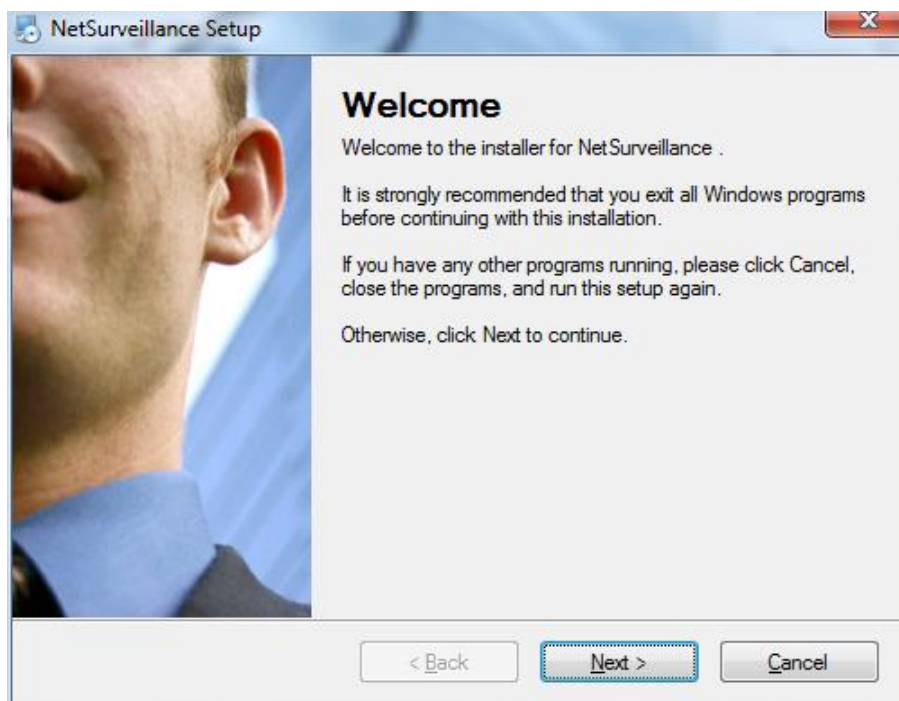 NetSurveillance Setup
X
Welcome
Welcome to the installer for NetSurveillance .
It is strongly recommended that you exit all Windows programs
before continuing with this installation.
If you have any other programs running, please click Cancel,
close the programs, and run this setup again.
Otherwise, click Next to continue.
< Back
Next >
Cancel